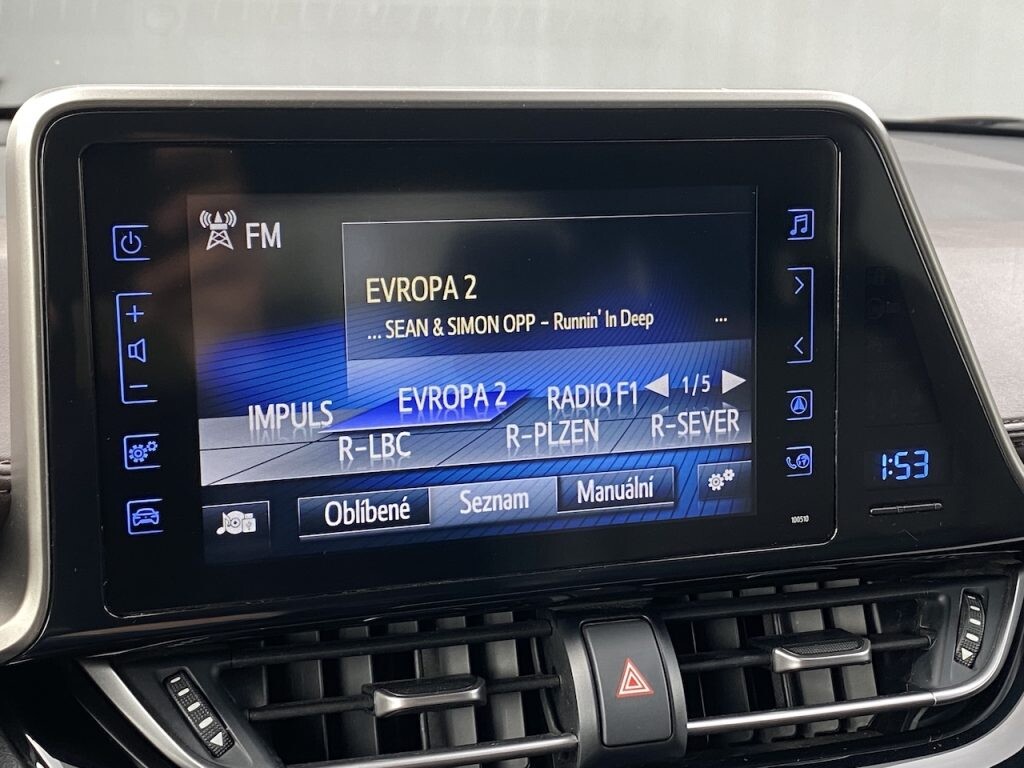 FM
EVROPA 2
... SEAN & SIMON OPP – Runnin' In Deep ...
IMPULS EVROPA 2 RADIO F1 1/5
R-LBC R-PLZEN R-SEVER
Oblíbené Seznam Manuální
100510
1:53